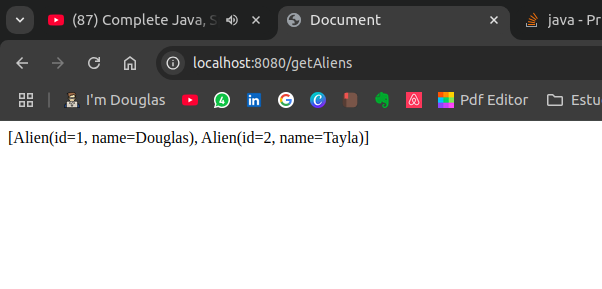 (87) Complete Java, S
Document
java - Pr
localhost:8080/getAliens
I'm Douglas
4
Pdf Editor
Estu
[Alien(id=1, name=Douglas), Alien(id=2, name=Tayla)]